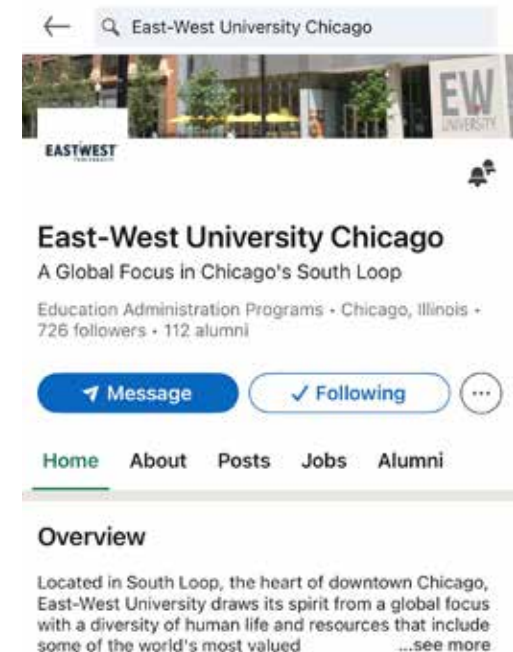 East-West University Chicago
EW
UNIVERSITY
EASTWEST
UNIVERSITY
East-West University Chicago
A Global Focus in Chicago's South Loop
Education Administration Programs • Chicago, Illinois •
726 followers • 112 alumni
Message
Following
Home About Posts Jobs Alumni
Overview
Located in South Loop, the heart of downtown Chicago,
East-West University draws its spirit from a global focus
with a diversity of human life and resources that include
some of the world's most valued ...see more